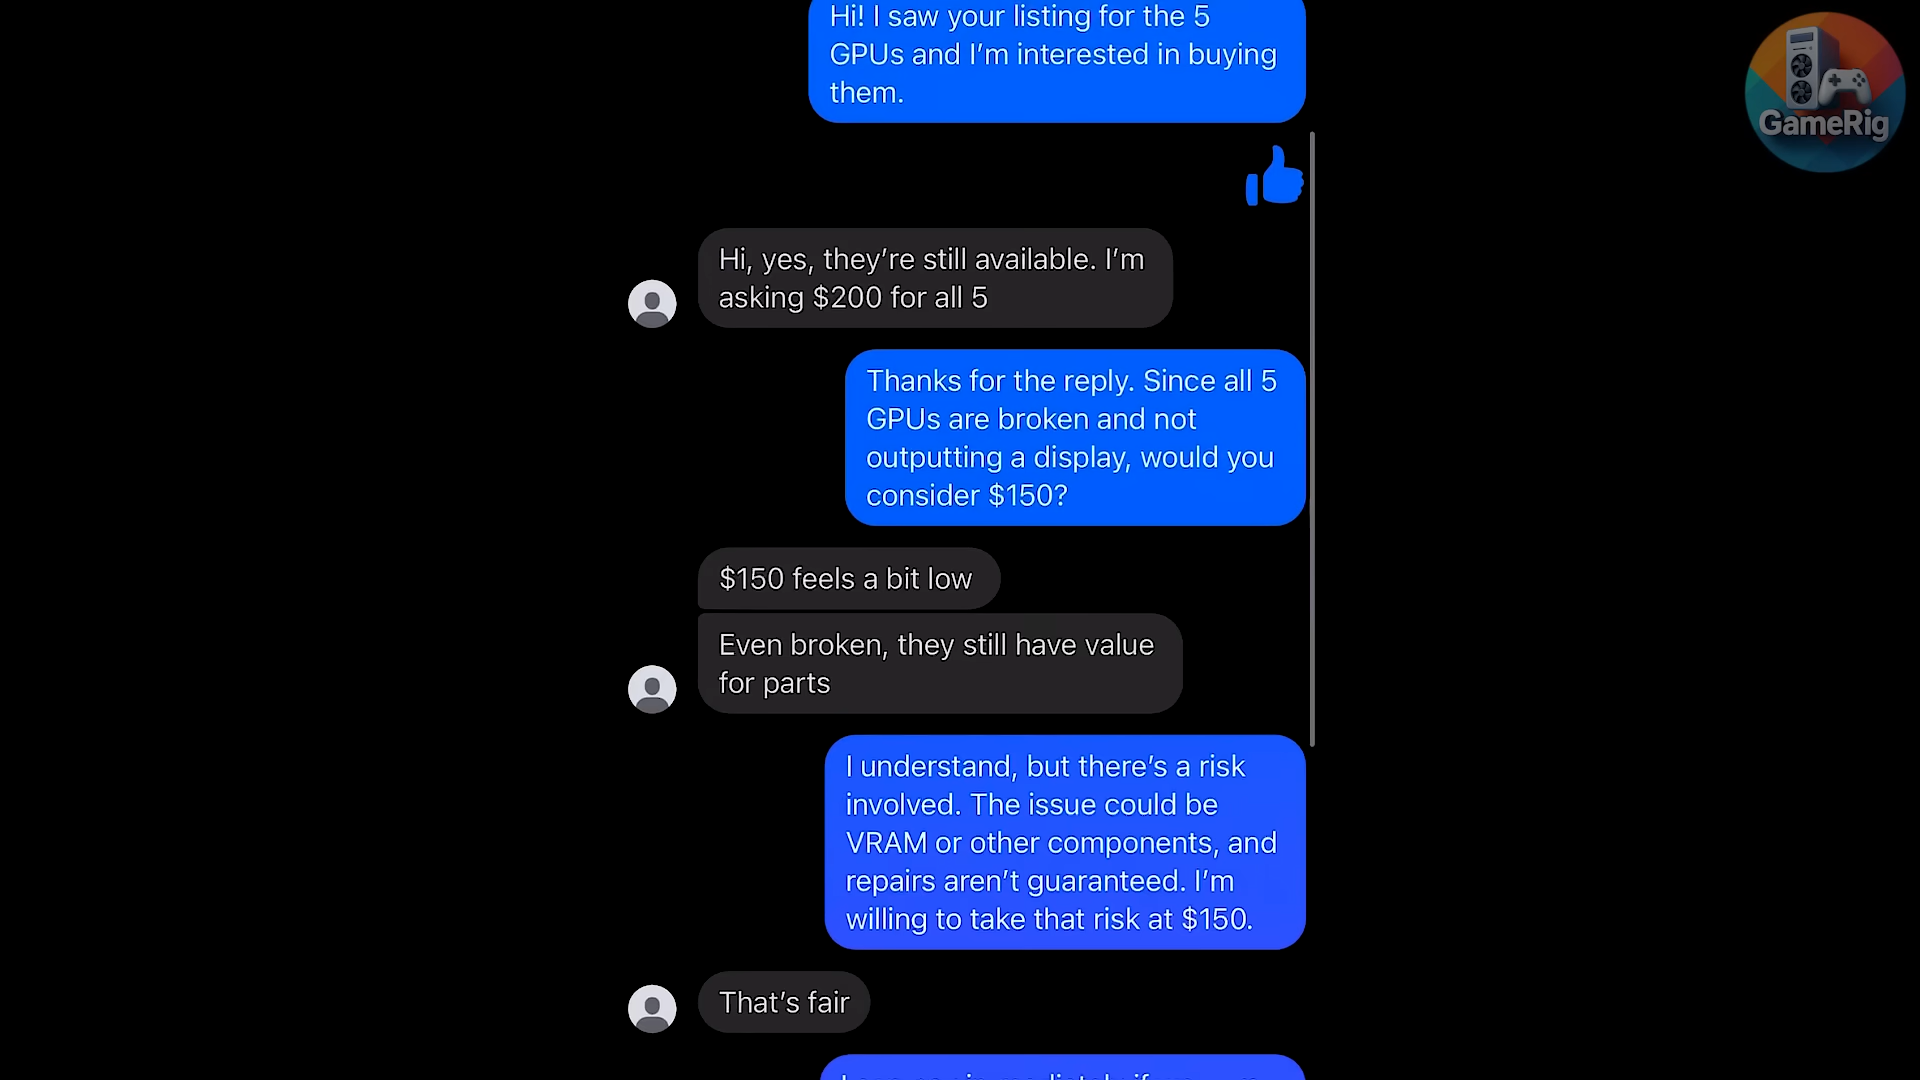 Hi! I saw your listing for the 5
GPUs and I’m interested in buying
them.
GameRig
Hi, yes, they’re still available. I’m
asking $200 for all 5
Thanks for the reply. Since all 5
GPUs are broken and not
outputting a display, would you
consider $150?
$150 feels a bit low
Even broken, they still have value
for parts
I understand, but there’s a risk
involved. The issue could be
VRAM or other components, and
repairs aren’t guaranteed. I’m
willing to take that risk at $150.
That’s fair